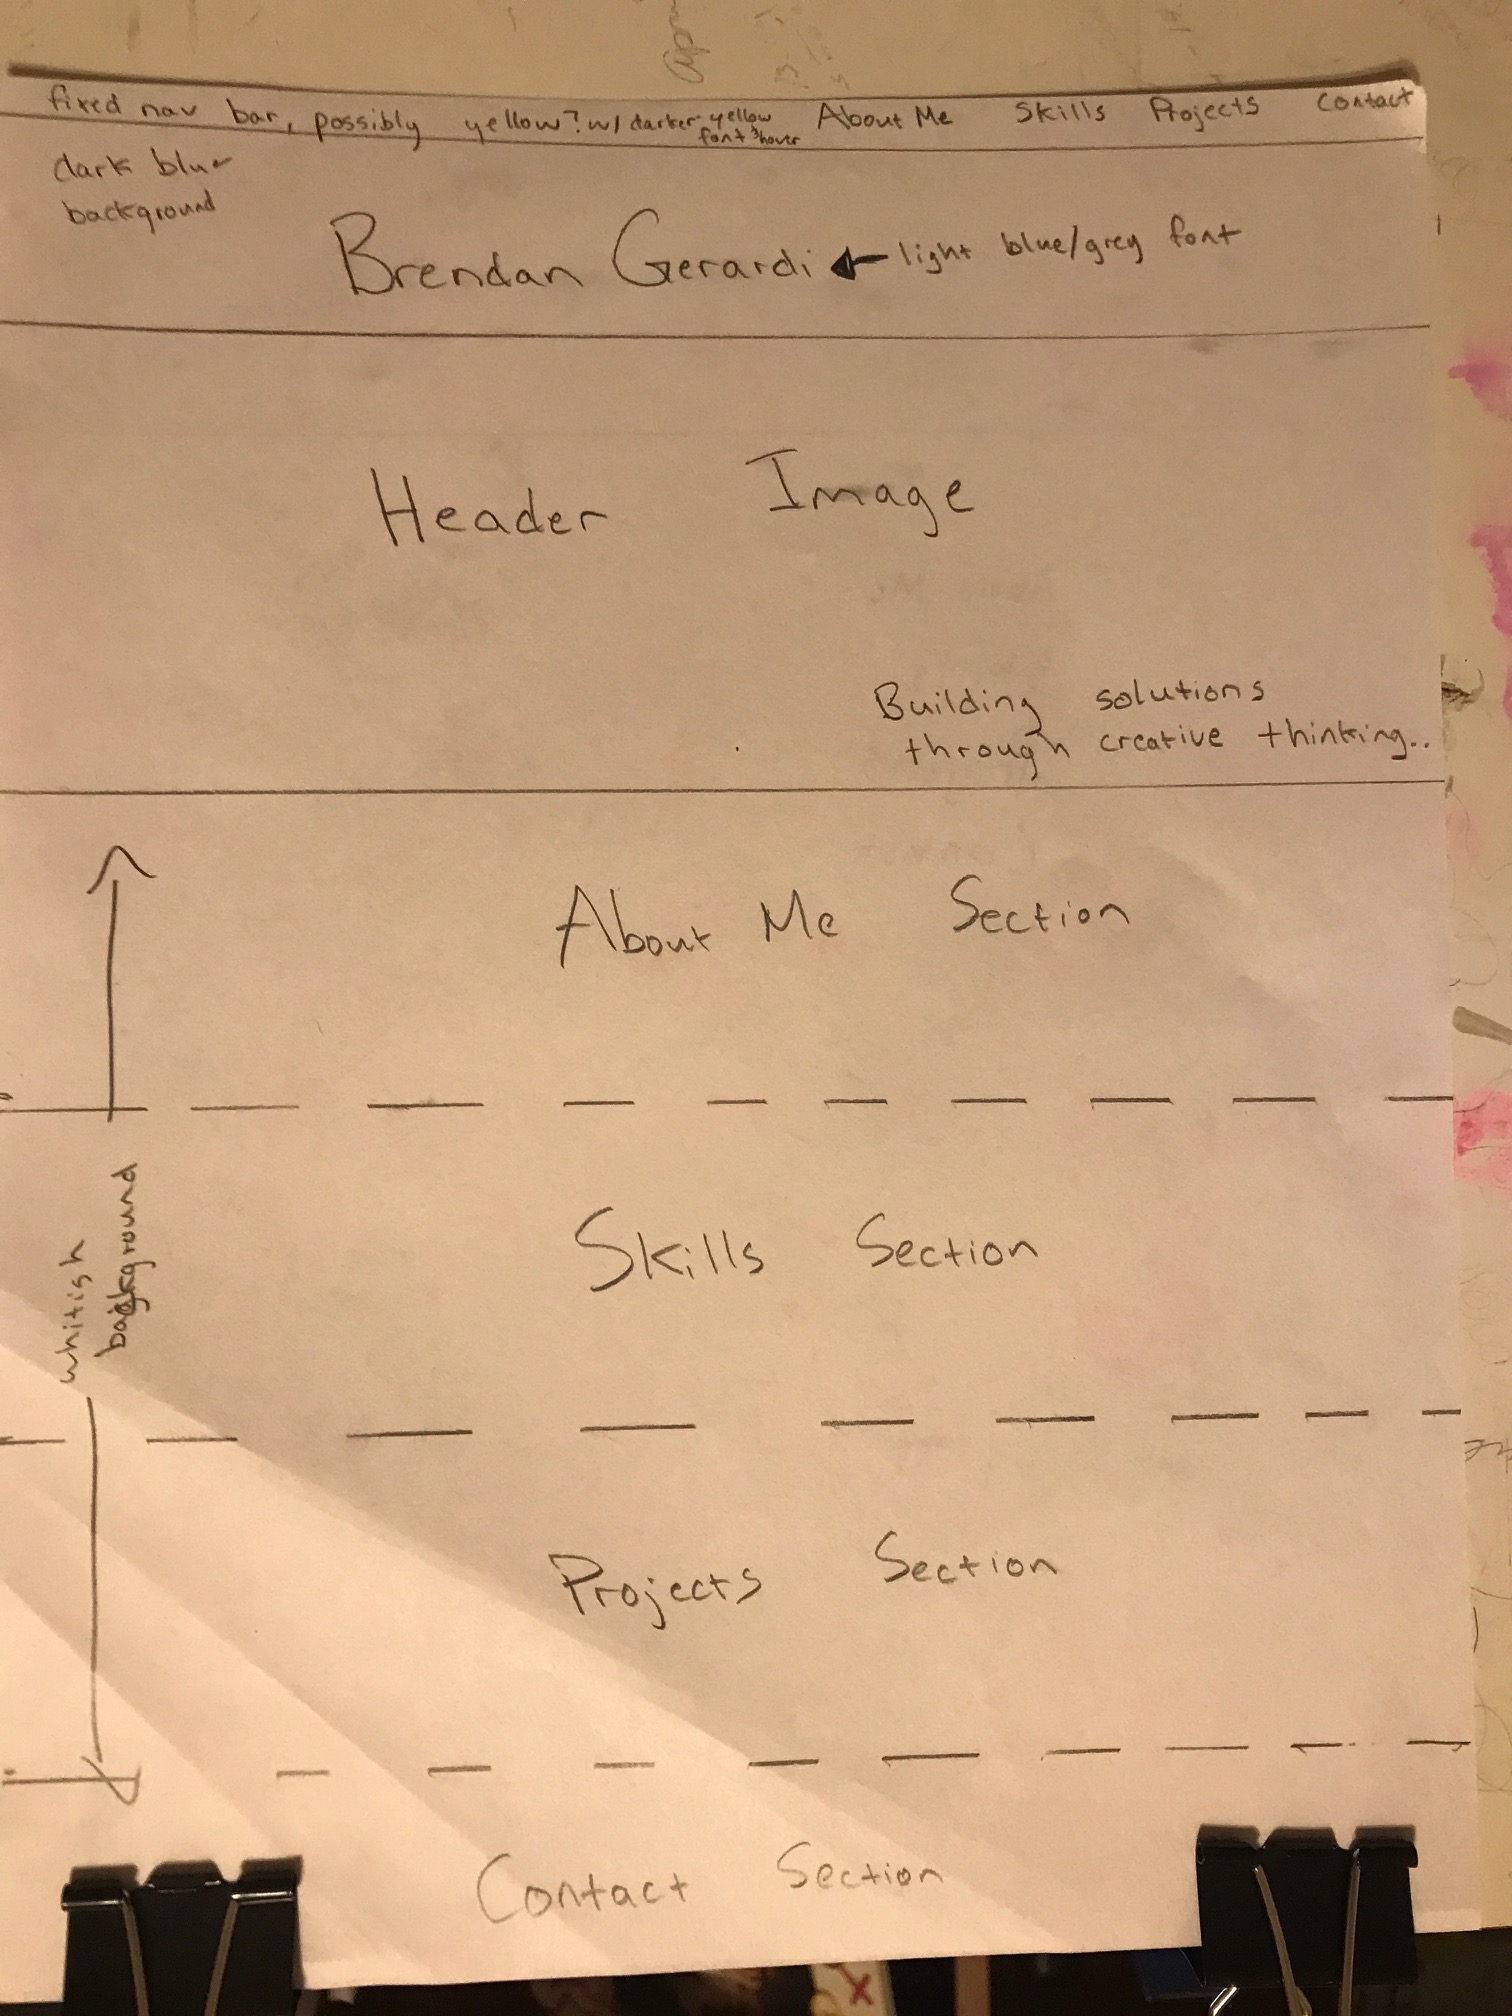 fixed nav bar, possibly yellow? w/ darker yellow font & hover About Me Skills Projects Contact
dark blue
background
Brendan Gerardi ← light blue/grey font
Header Image
Building solutions
through creative thinking..
About Me Section
whitish
background
Skills Section
Projects Section
Contact Section